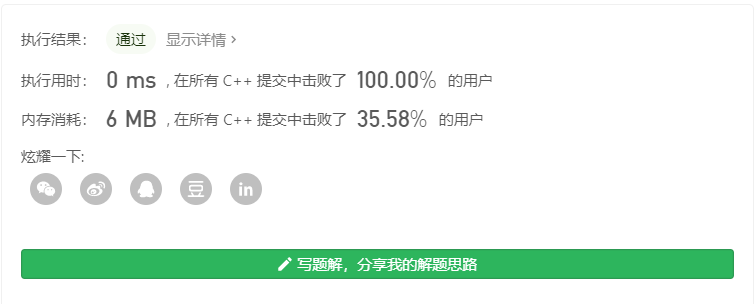 执行结果： 通过 显示详情 >
执行用时： 0 ms , 在所有 C++ 提交中击败了 100.00% 的用户
内存消耗： 6 MB , 在所有 C++ 提交中击败了 35.58% 的用户
炫耀一下:
豆 in
写题解，分享我的解题思路